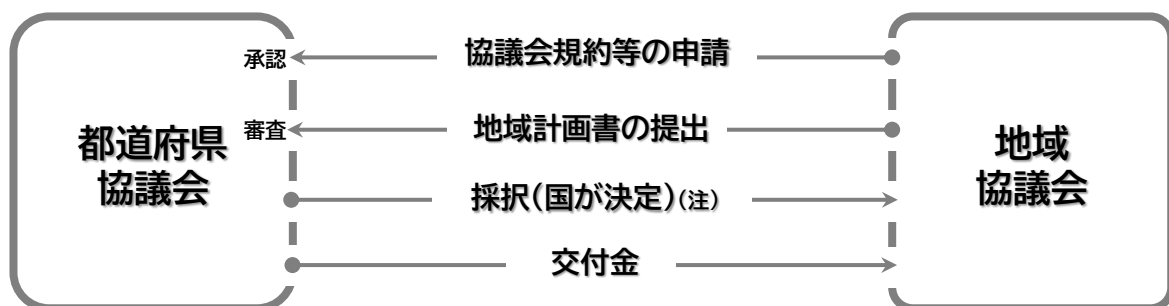 承認
協議会規約等の申請
審査
地域計画書の提出
都道府県
協議会
地域
協議会
採択(国が決定)(注)
交付金